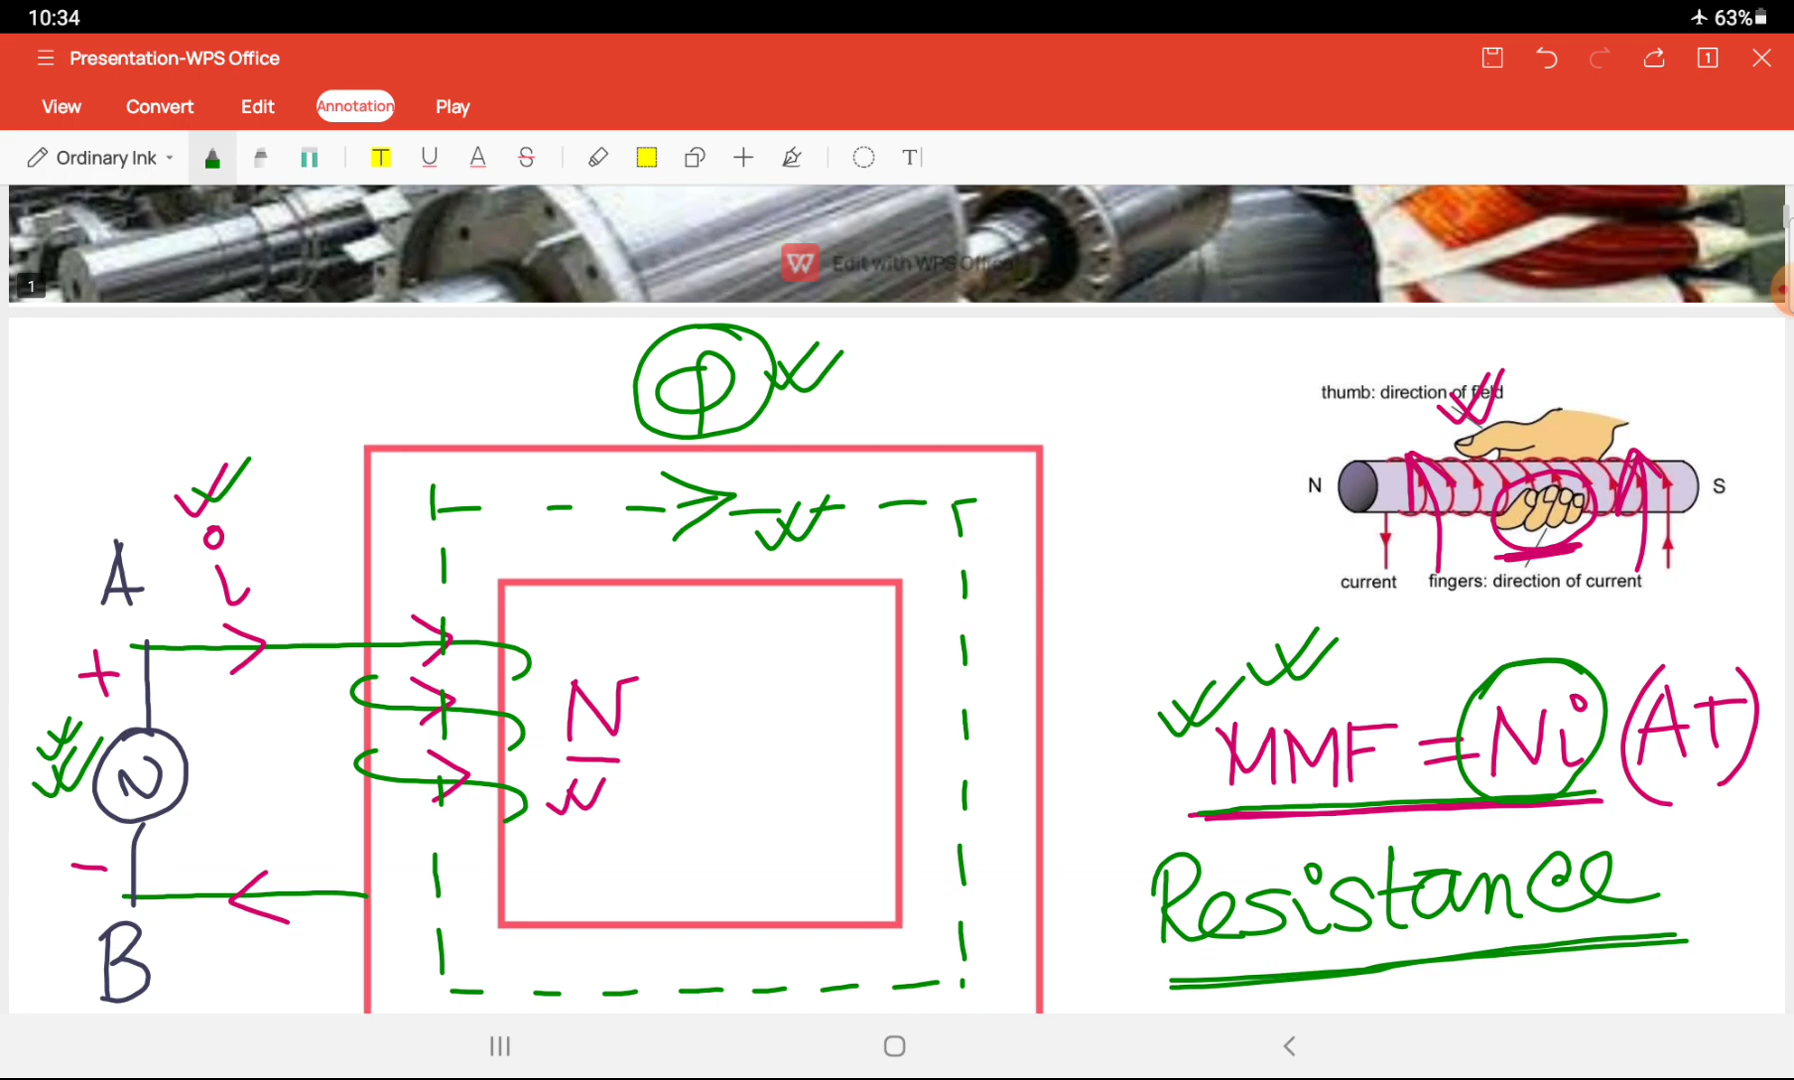 10:34
63%
Presentation-WPS Office
1
View Convert Edit Annotation Play
Ordinary Ink T U A S T
Edit with WPS Office
1
Φ
thumb: direction of field
N S
current fingers: direction of current
i
A
+
N
N
MMF = Ni (AT)
-
Resistance
B